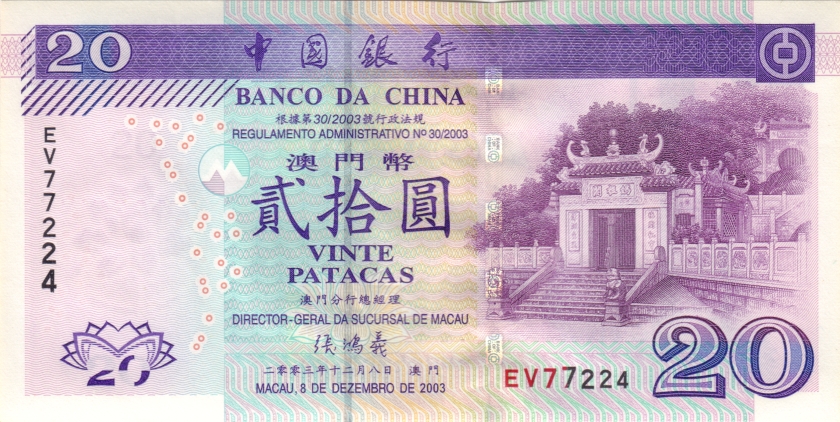 20 中國銀行
BANCO DA CHINA
根據第30/2003號行政法規
REGULAMENTO ADMINISTRATIVO Nº 30/2003
澳門幣
貳拾圓
VINTE
PATACAS
澳門分行總經理
DIRECTOR-GERAL DA SUCURSAL DE MACAU
張鴻義
二○○三年十二月八日 澳門
MACAU, 8 DE DEZEMBRO DE 2003
EV77224
20
EV77224
20